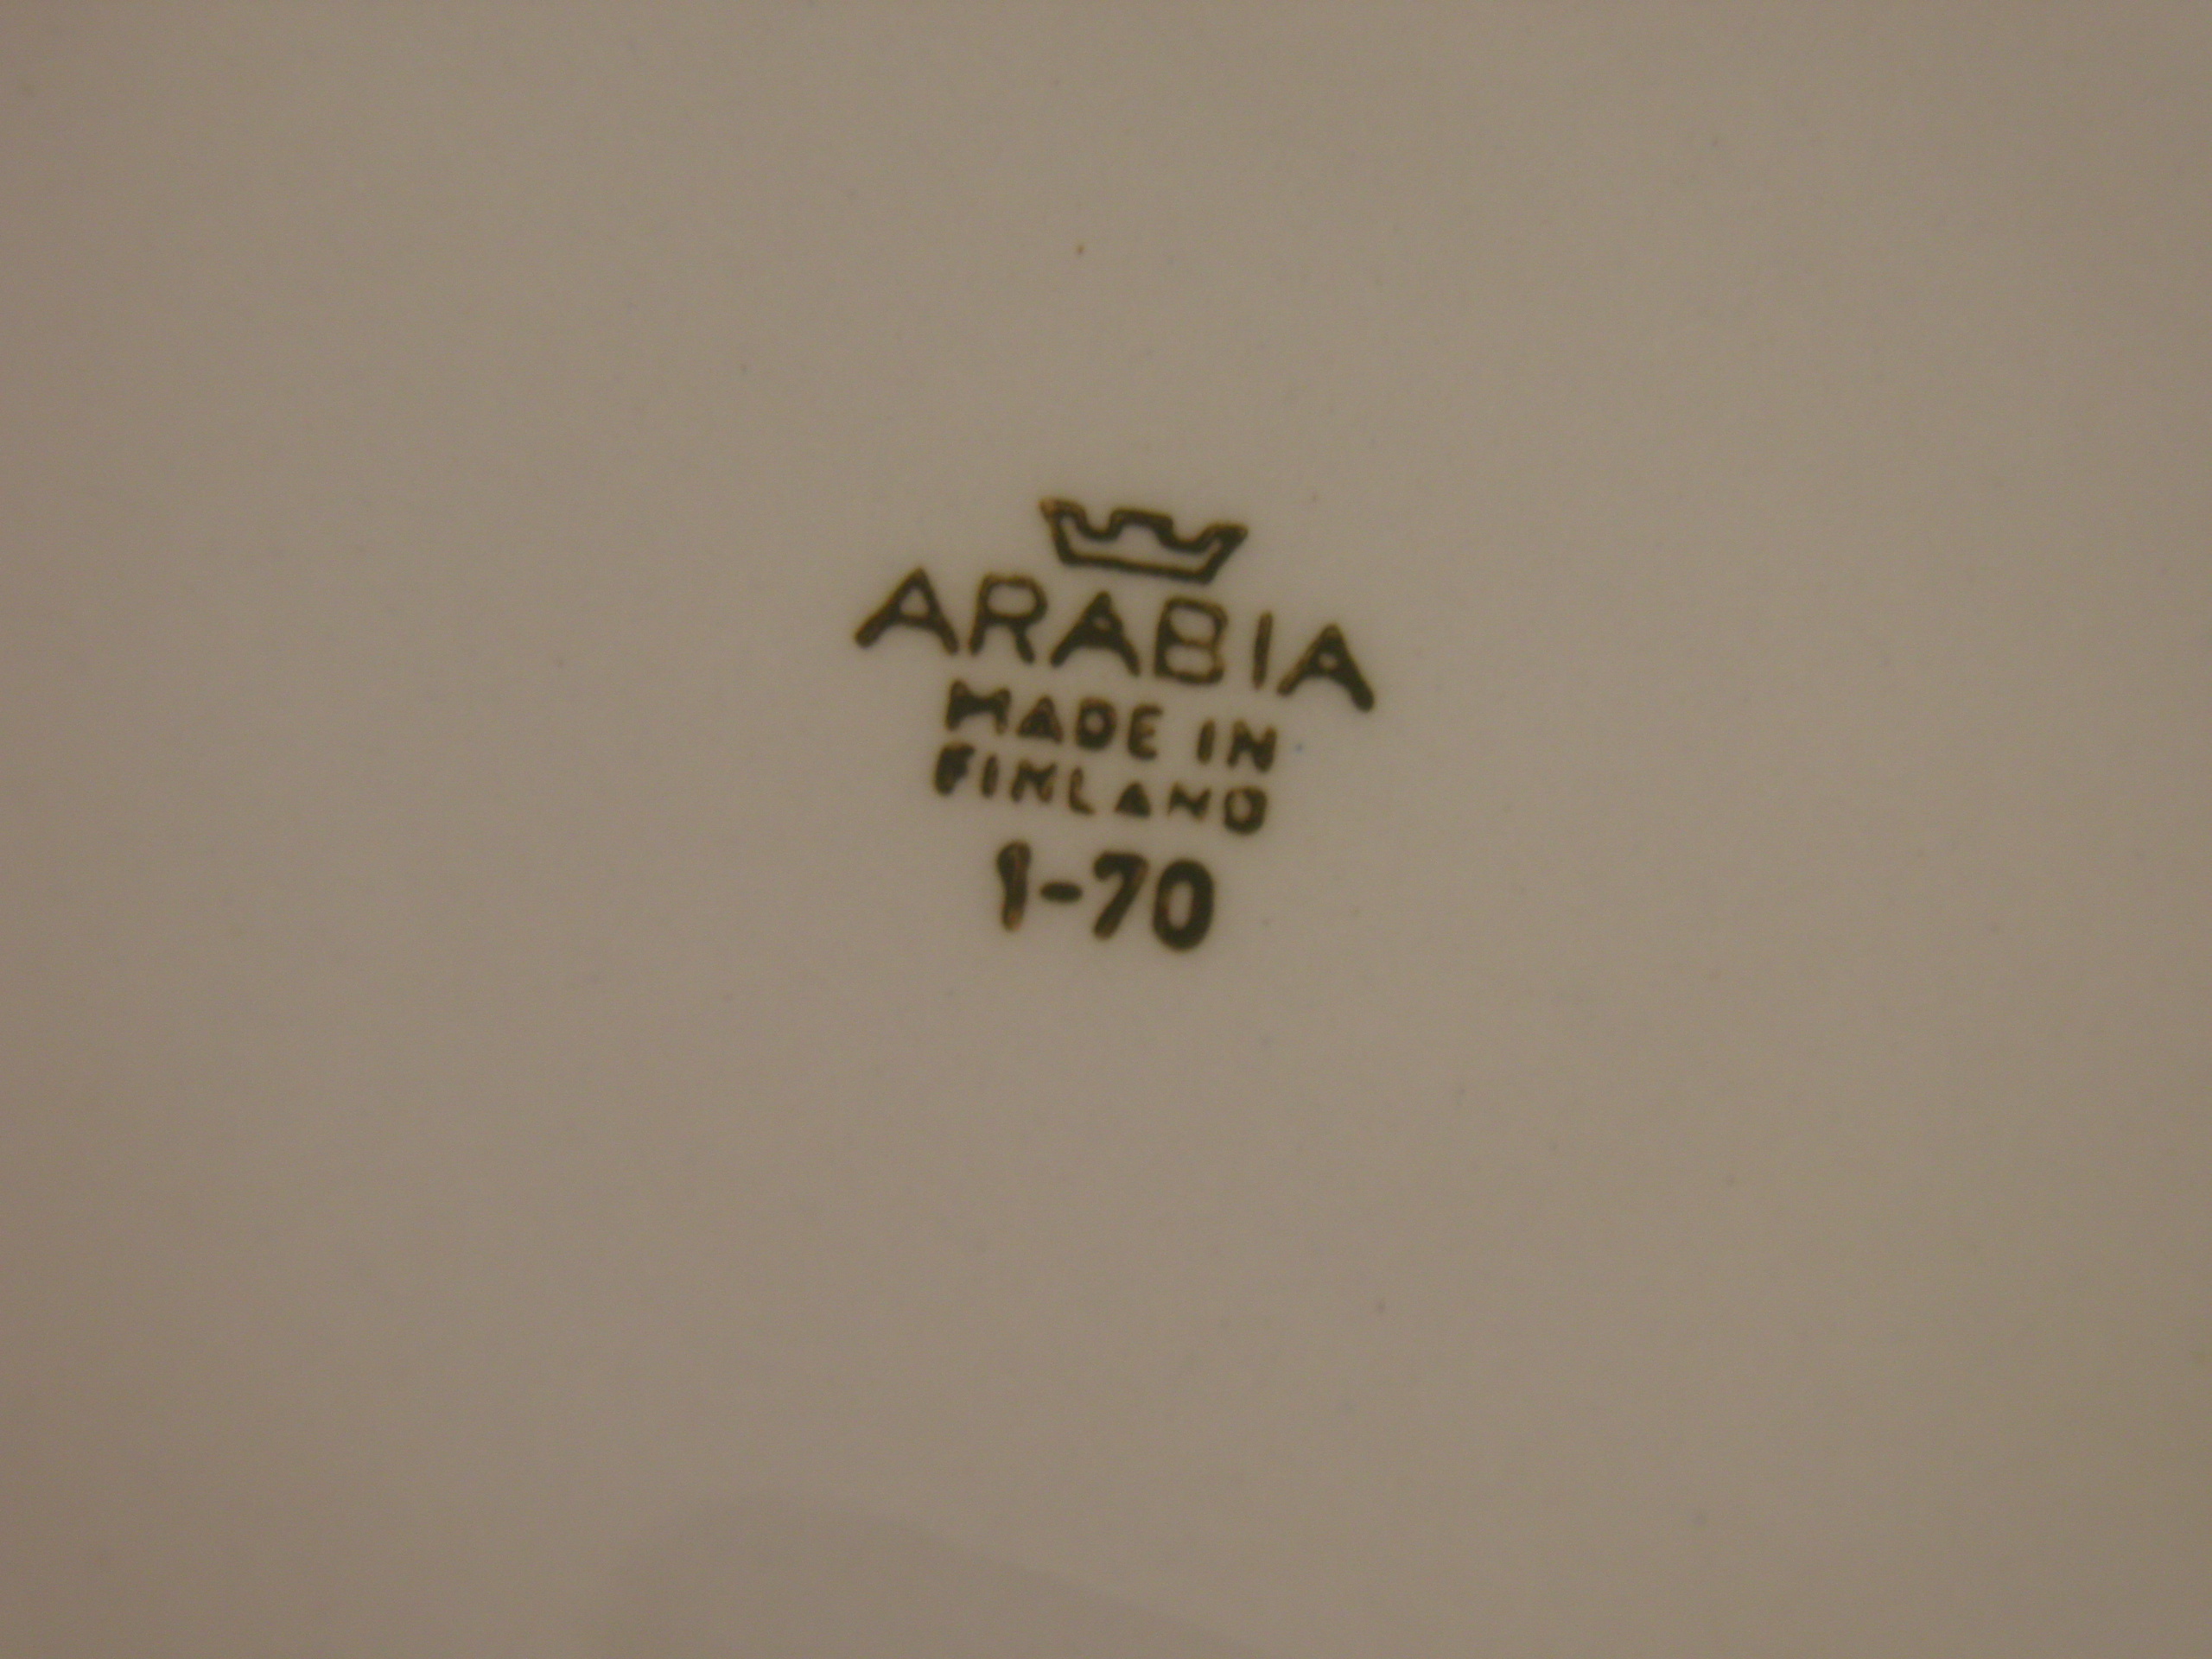 ARABIA
MADE IN
FINLAND
1-70